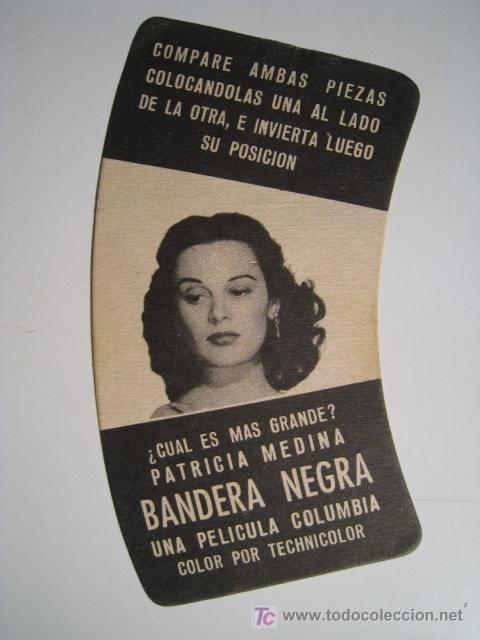 COMPARE AMBAS PIEZAS
COLOCANDOLAS UNA AL LADO
DE LA OTRA, E INVIERTA LUEGO
SU POSICION
¿CUAL ES MAS GRANDE?
PATRICIA MEDINA
BANDERA NEGRA
UNA PELICULA COLUMBIA
COLOR POR TECHNICOLOR
TC
www.todocoleccion.net